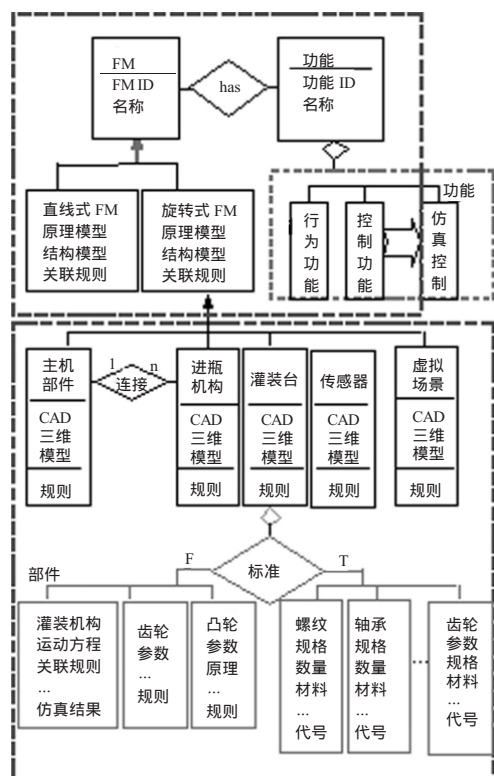 FM
FM ID
名称
has
功能
功能 ID
名称
功能
直线式 FM
原理模型
结构模型
关联规则
旋转式 FM
原理模型
结构模型
关联规则
行为功能
控制功能
仿真控制
主机
部件
CAD
三维
模型
规则
1
n
连接
进瓶
机构
CAD
三维
模型
规则
灌装台
CAD
三维
模型
规则
传感器
CAD
三维
模型
规则
虚拟
场景
CAD
三维
模型
规则
标准
F
T
部件
灌装机构
运动方程
关联规则
...
仿真结果
齿轮
参数
...
规则
凸轮
参数
原理
...
规则
螺纹
规格
数量
材料
...
代号
轴承
规格
数量
材料
...
代号
...
齿轮
参数
规格
材料
...
代号